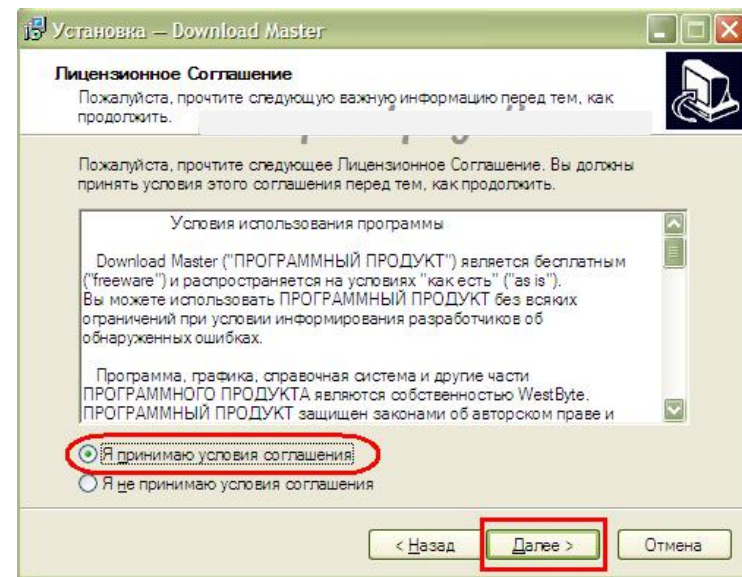 Установка — Download Master
Лицензионное Соглашение
Пожалуйста, прочтите следующую важную информацию перед тем, как
продолжить.
Пожалуйста, прочтите следующее Лицензионное Соглашение. Вы должны
принять условия этого соглашения перед тем, как продолжить.
Условия использования программы
Download Master ("ПРОГРАММНЫЙ ПРОДУКТ") является бесплатным
("freeware") и распространяется на условиях "как есть" ("as is").
Вы можете использовать ПРОГРАММНЫЙ ПРОДУКТ без всяких
ограничений при условии информирования разработчиков об
обнаруженных ошибках.
Программа, графика, справочная система и другие части
ПРОГРАММНОГО ПРОДУКТА являются собственностью WestByte.
ПРОГРАММНЫЙ ПРОДУКТ защищен законами об авторском праве и
Я принимаю условия соглашения
Я не принимаю условия соглашения
< Назад Далее > Отмена